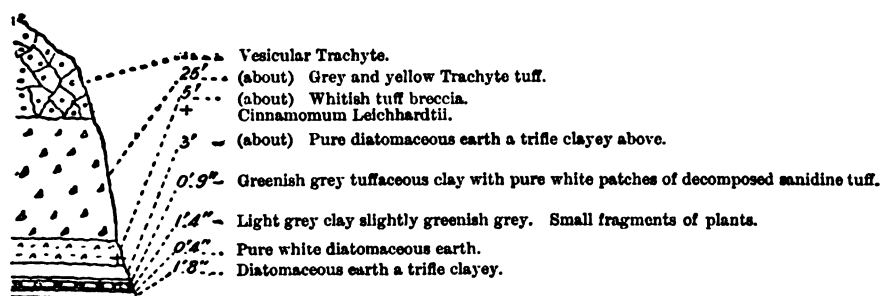 Vesicular Trachyte.
25' (about) Grey and yellow Trachyte tuff.
5' (about) Whitish tuff breccia.
+ Cinnamomum Leichhardtii.
3' (about) Pure diatomaceous earth a trifle clayey above.
0'.9" Greenish grey tuffaceous clay with pure white patches of decomposed sanidine tuff.
1'.4" Light grey clay slightly greenish grey. Small fragments of plants.
0'.4" Pure white diatomaceous earth.
1'.8" Diatomaceous earth a trifle clayey.